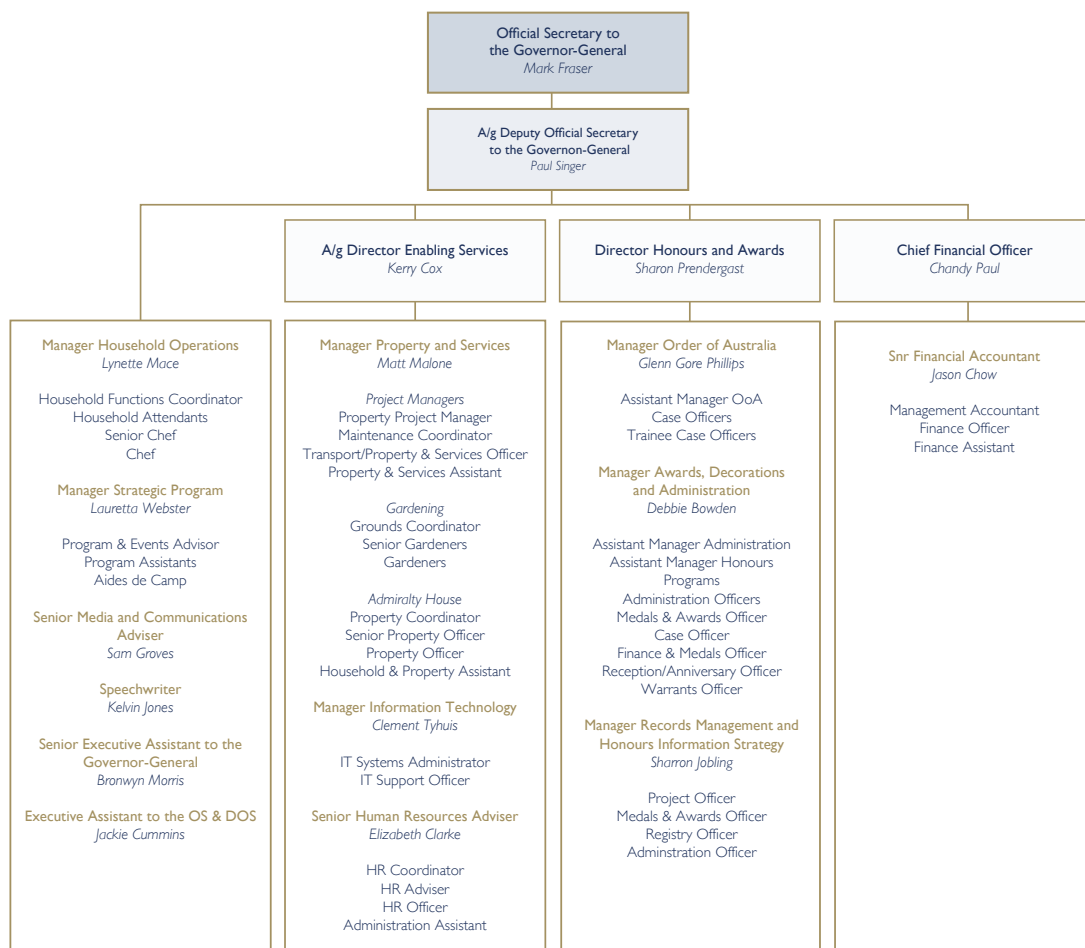 Official Secretary to
the Governor-General
Mark Fraser
A/g Deputy Official Secretary
to the Governon-General
Paul Singer
A/g Director Enabling Services
Kerry Cox
Director Honours and Awards
Sharon Prendergast
Chief Financial Officer
Chandy Paul
Manager Household Operations
Lynette Mace
Household Functions Coordinator
Household Attendants
Senior Chef
Chef
Manager Strategic Program
Lauretta Webster
Program & Events Advisor
Program Assistants
Aides de Camp
Senior Media and Communications
Adviser
Sam Groves
Speechwriter
Kelvin Jones
Senior Executive Assistant to the
Governor-General
Bronwyn Morris
Executive Assistant to the OS & DOS
Jackie Cummins
Manager Property and Services
Matt Malone
Project Managers
Property Project Manager
Maintenance Coordinator
Transport/Property & Services Officer
Property & Services Assistant
Gardening
Grounds Coordinator
Senior Gardeners
Gardeners
Admiralty House
Property Coordinator
Senior Property Officer
Property Officer
Household & Property Assistant
Manager Information Technology
Clement Tyhuis
IT Systems Administrator
IT Support Officer
Senior Human Resources Adviser
Elizabeth Clarke
HR Coordinator
HR Adviser
HR Officer
Administration Assistant
Manager Order of Australia
Glenn Gore Phillips
Assistant Manager OoA
Case Officers
Trainee Case Officers
Manager Awards, Decorations
and Administration
Debbie Bowden
Assistant Manager Administration
Assistant Manager Honours
Programs
Administration Officers
Medals & Awards Officer
Case Officer
Finance & Medals Officer
Reception/Anniversary Officer
Warrants Officer
Manager Records Management and
Honours Information Strategy
Sharron Jobling
Project Officer
Medals & Awards Officer
Registry Officer
Adminstration Officer
Snr Financial Accountant
Jason Chow
Management Accountant
Finance Officer
Finance Assistant